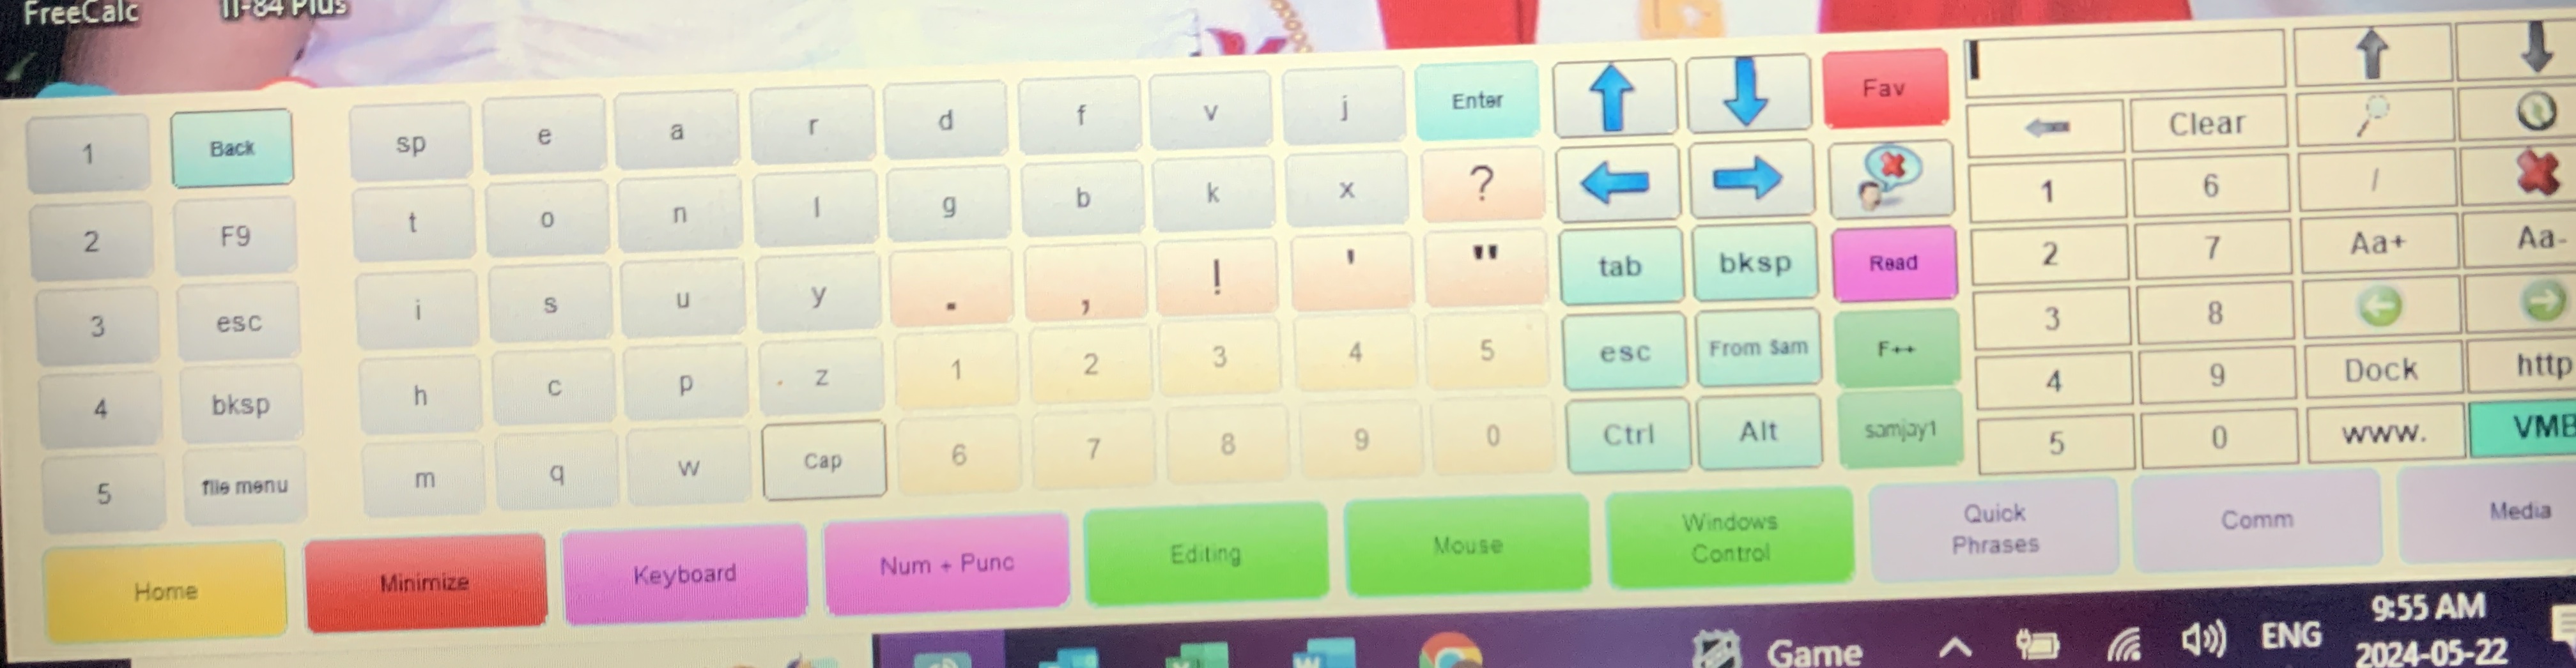 FreeCalc TI-84 Plus
1 Back sp e a r d f v j Enter Fav
Clear
2 F9 t o n l g b k x ? 1 6 /
3 esc i s u y . , ! ' " tab bksp Read 2 7 Aa+ Aa-
3 8
4 bksp h c p z 1 2 3 4 5 esc From Sam F++ 4 9 Dock http
5 file menu m q w Cap 6 7 8 9 0 Ctrl Alt samjay1 5 0 www. VMB
Home Minimize Keyboard Num + Punc Editing Mouse Windows Control Quick Phrases Comm Media
Game ENG 9:55 AM
2024-05-22